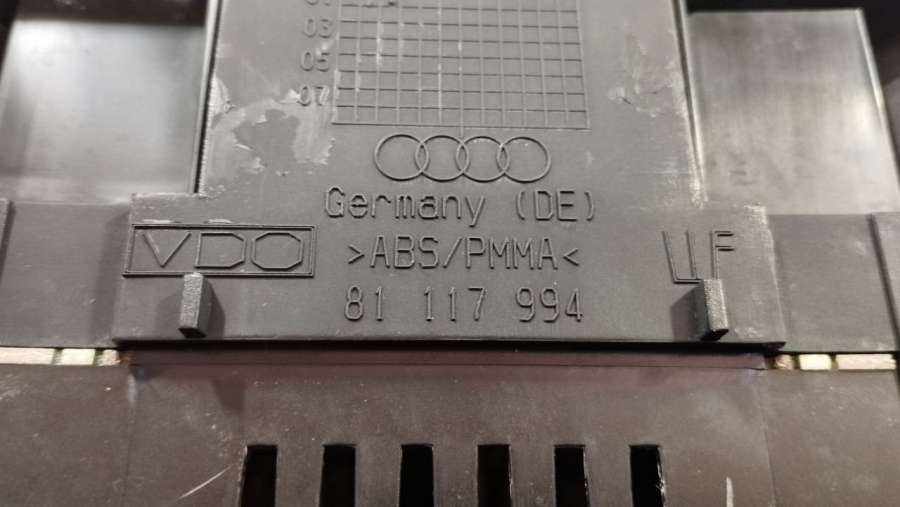 03
05
07
Germany (DE)
VDO >ABS/PMMA<
81 117 994